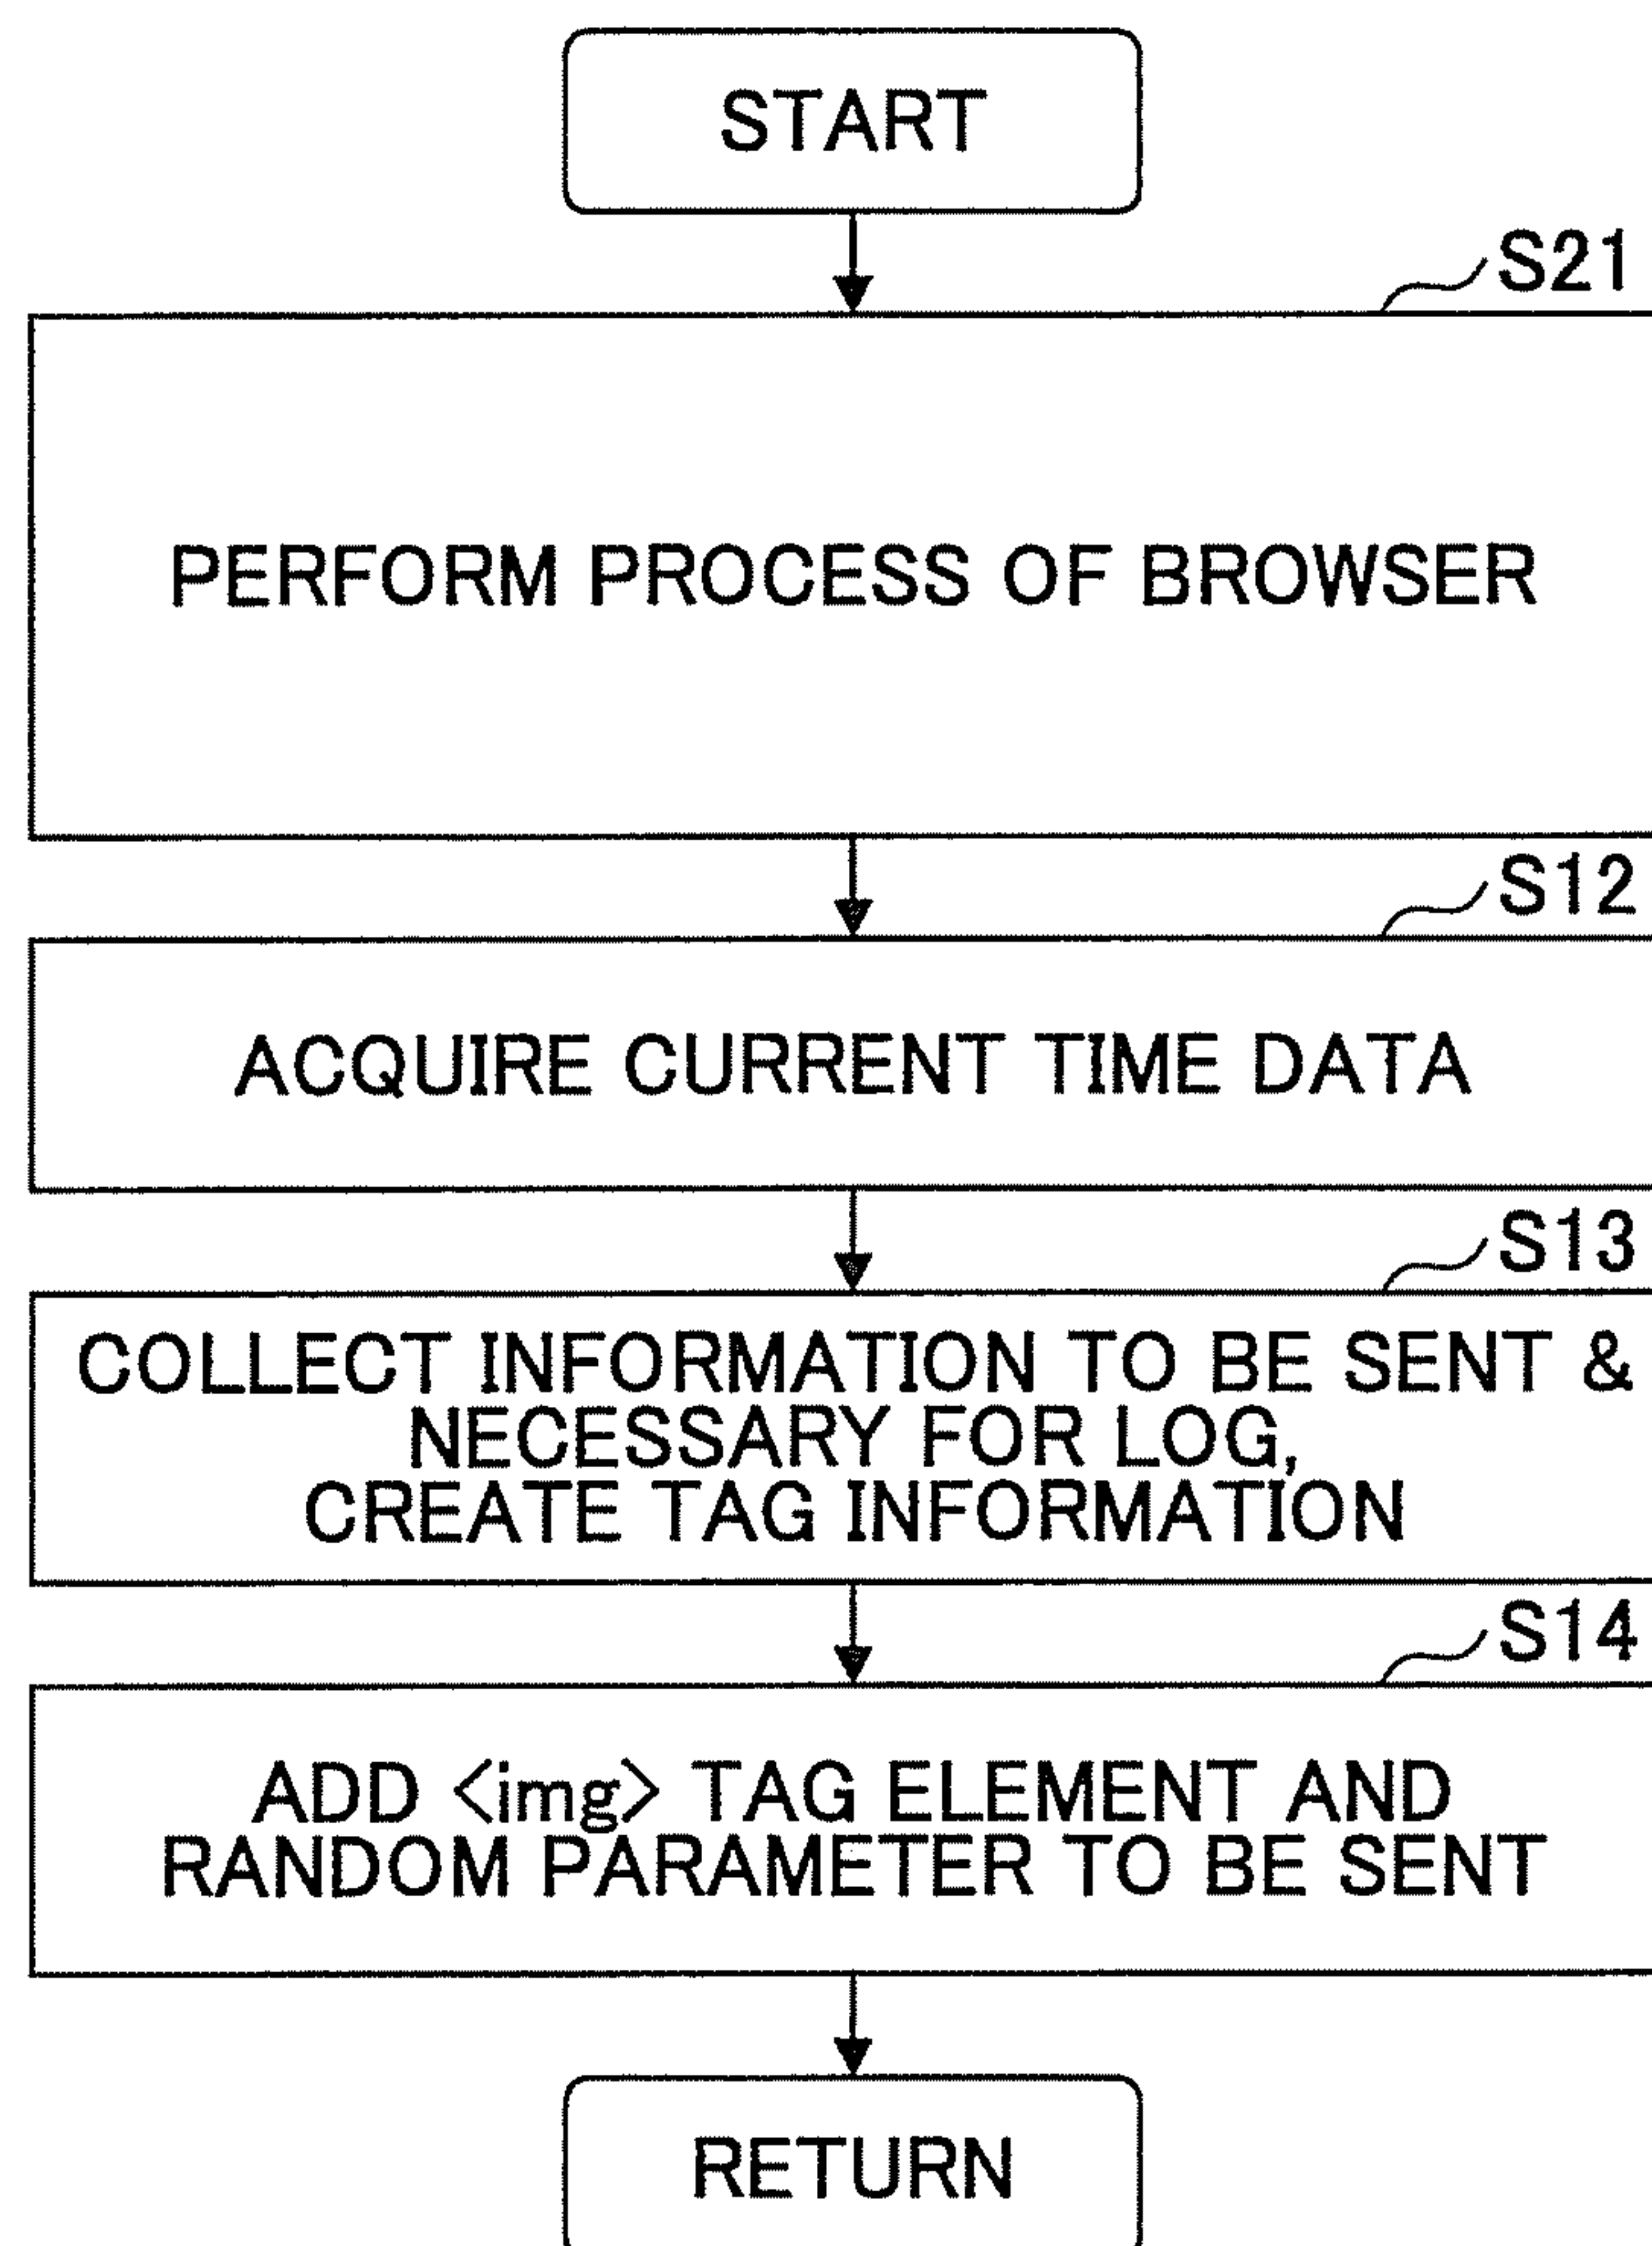 START
S21
PERFORM PROCESS OF BROWSER
S12
ACQUIRE CURRENT TIME DATA
S13
COLLECT INFORMATION TO BE SENT &
NECESSARY FOR LOG,
CREATE TAG INFORMATION
S14
ADD <img> TAG ELEMENT AND
RANDOM PARAMETER TO BE SENT
RETURN